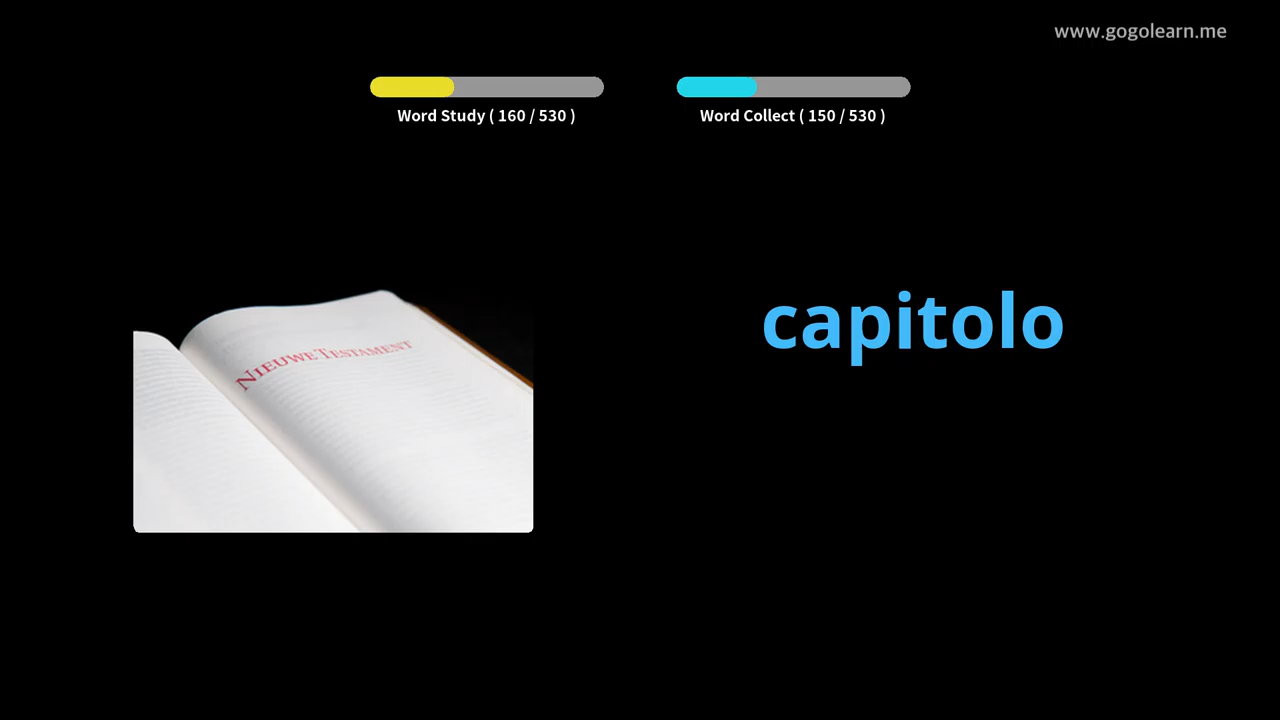 www.gogolearn.me
Word Study ( 160 / 530 )
Word Collect ( 150 / 530 )
NIEUWE TESTAMENT
capitolo